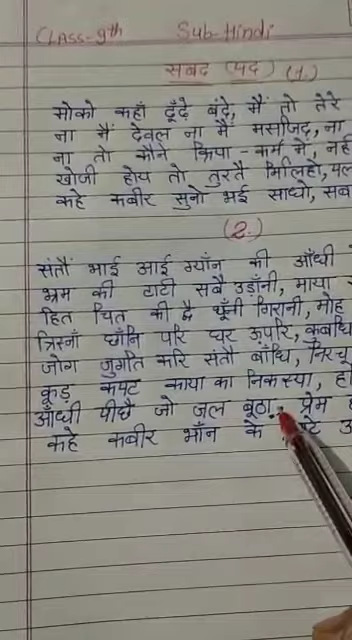 CLASS-9th Sub-Hindi
सबद (पद) (1.)
मोको कहाँ ढूँढे बंदे, मैं तो तेरे
ना मैं देवल ना मैं मसजिद, ना
ना तो कौने क्रिया-कर्म में, नहीं
खोजी होय तो तुरतै मिलिहौं, पल
कहे कबीर सुनो भई साधो, सब
(2.)
संतौं भाई आई ग्याँन की आँधी
भ्रम की टाटी सबै उडाँनी, माया
हित चित की द्वै थूँनी गिरानी, मोह
त्रिस्नाँ छाँनि परि घर ऊपरि, कुबधि
जोग जुगति करि संतौ बाँधि, निरचू
कूड़ कपट काया का निकस्या,
आँधी पीछै जो जल बूठा, प्रेम
कहे कबीर भाँन के